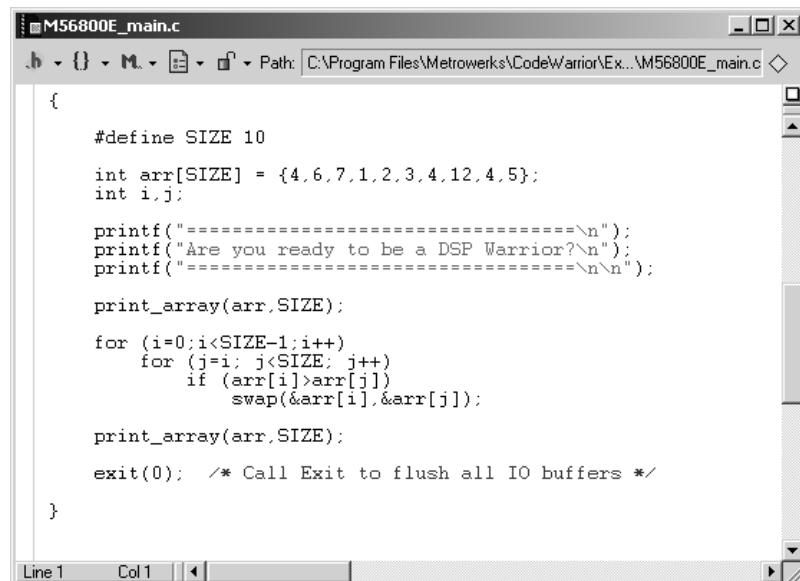 M56800E_main.c
.h {} M. Path: C:\Program Files\Metrowerks\CodeWarrior\Ex...\M56800E_main.c
{
#define SIZE 10
int arr[SIZE] = {4,6,7,1,2,3,4,12,4,5};
int i,j;
printf("==================================\n");
printf("Are you ready to be a DSP Warrior?\n");
printf("==================================\n\n");
print_array(arr,SIZE);
for (i=0;i<SIZE-1;i++)
for (j=i; j<SIZE; j++)
if (arr[i]>arr[j])
swap(&arr[i],&arr[j]);
print_array(arr,SIZE);
exit(0);  /* Call Exit to flush all IO buffers */
}
Line 1 Col 1